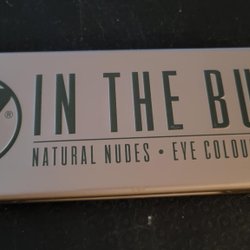 IN THE BU
NATURAL NUDES • EYE COLOU
®